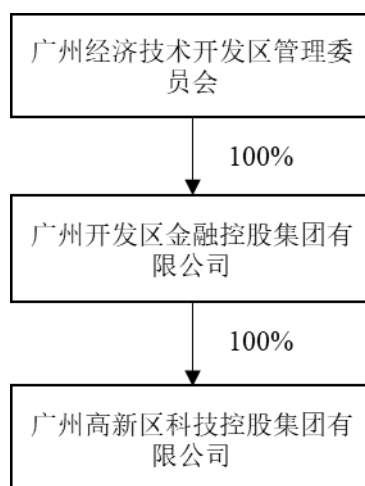 广州经济技术开发区管理委
员会
100%
广州开发区金融控股集团有
限公司
100%
广州高新区科技控股集团有
限公司